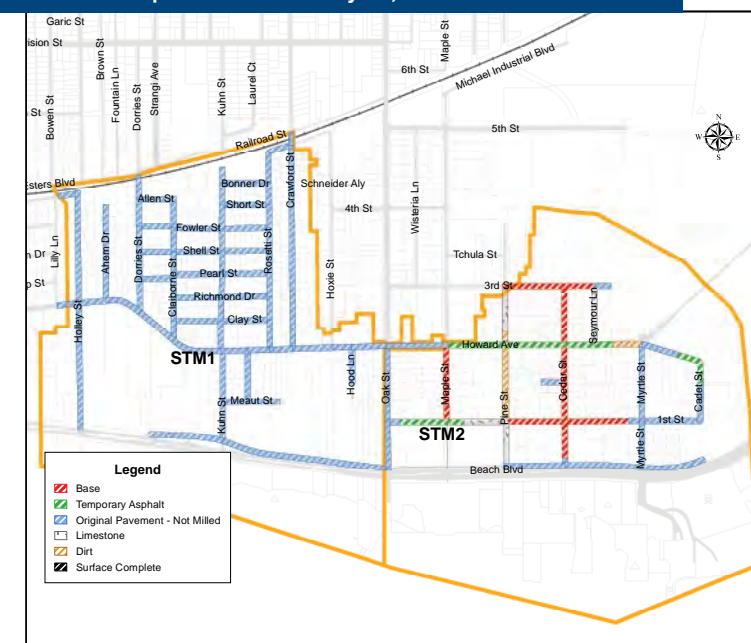 Garic St
ision St
Bowen St
Brown St
Fountain Ln
Dorries St
Strangi Ave
Kuhn St
Laurel Ct
Maple St
6th St
Michael Industrial Blvd
5th St
N
W
E
S
St
Railroad St
sters Blvd
Bonner Dr
Crawford St
Schneider Aly
Allen St
Short St
4th St
Wisteria Ln
Fowler St
Lilly Ln
Ahern Dr
Dorries St
Claiborne St
Shell St
Rosetti St
Hoxie St
Tchula St
n Dr
Pearl St
p St
Richmond Dr
3rd St
Seymour Ln
Holley St
Clay St
STM1
Howard Ave
Hood Ln
Oak St
Maple St
Pine St
Cedar St
Myrtle St
Cadet St
Kuhn St
Meaut St
STM2
1st St
Myrtle St
Beach Blvd
Legend
Base
Temporary Asphalt
Original Pavement - Not Milled
Limestone
Dirt
Surface Complete